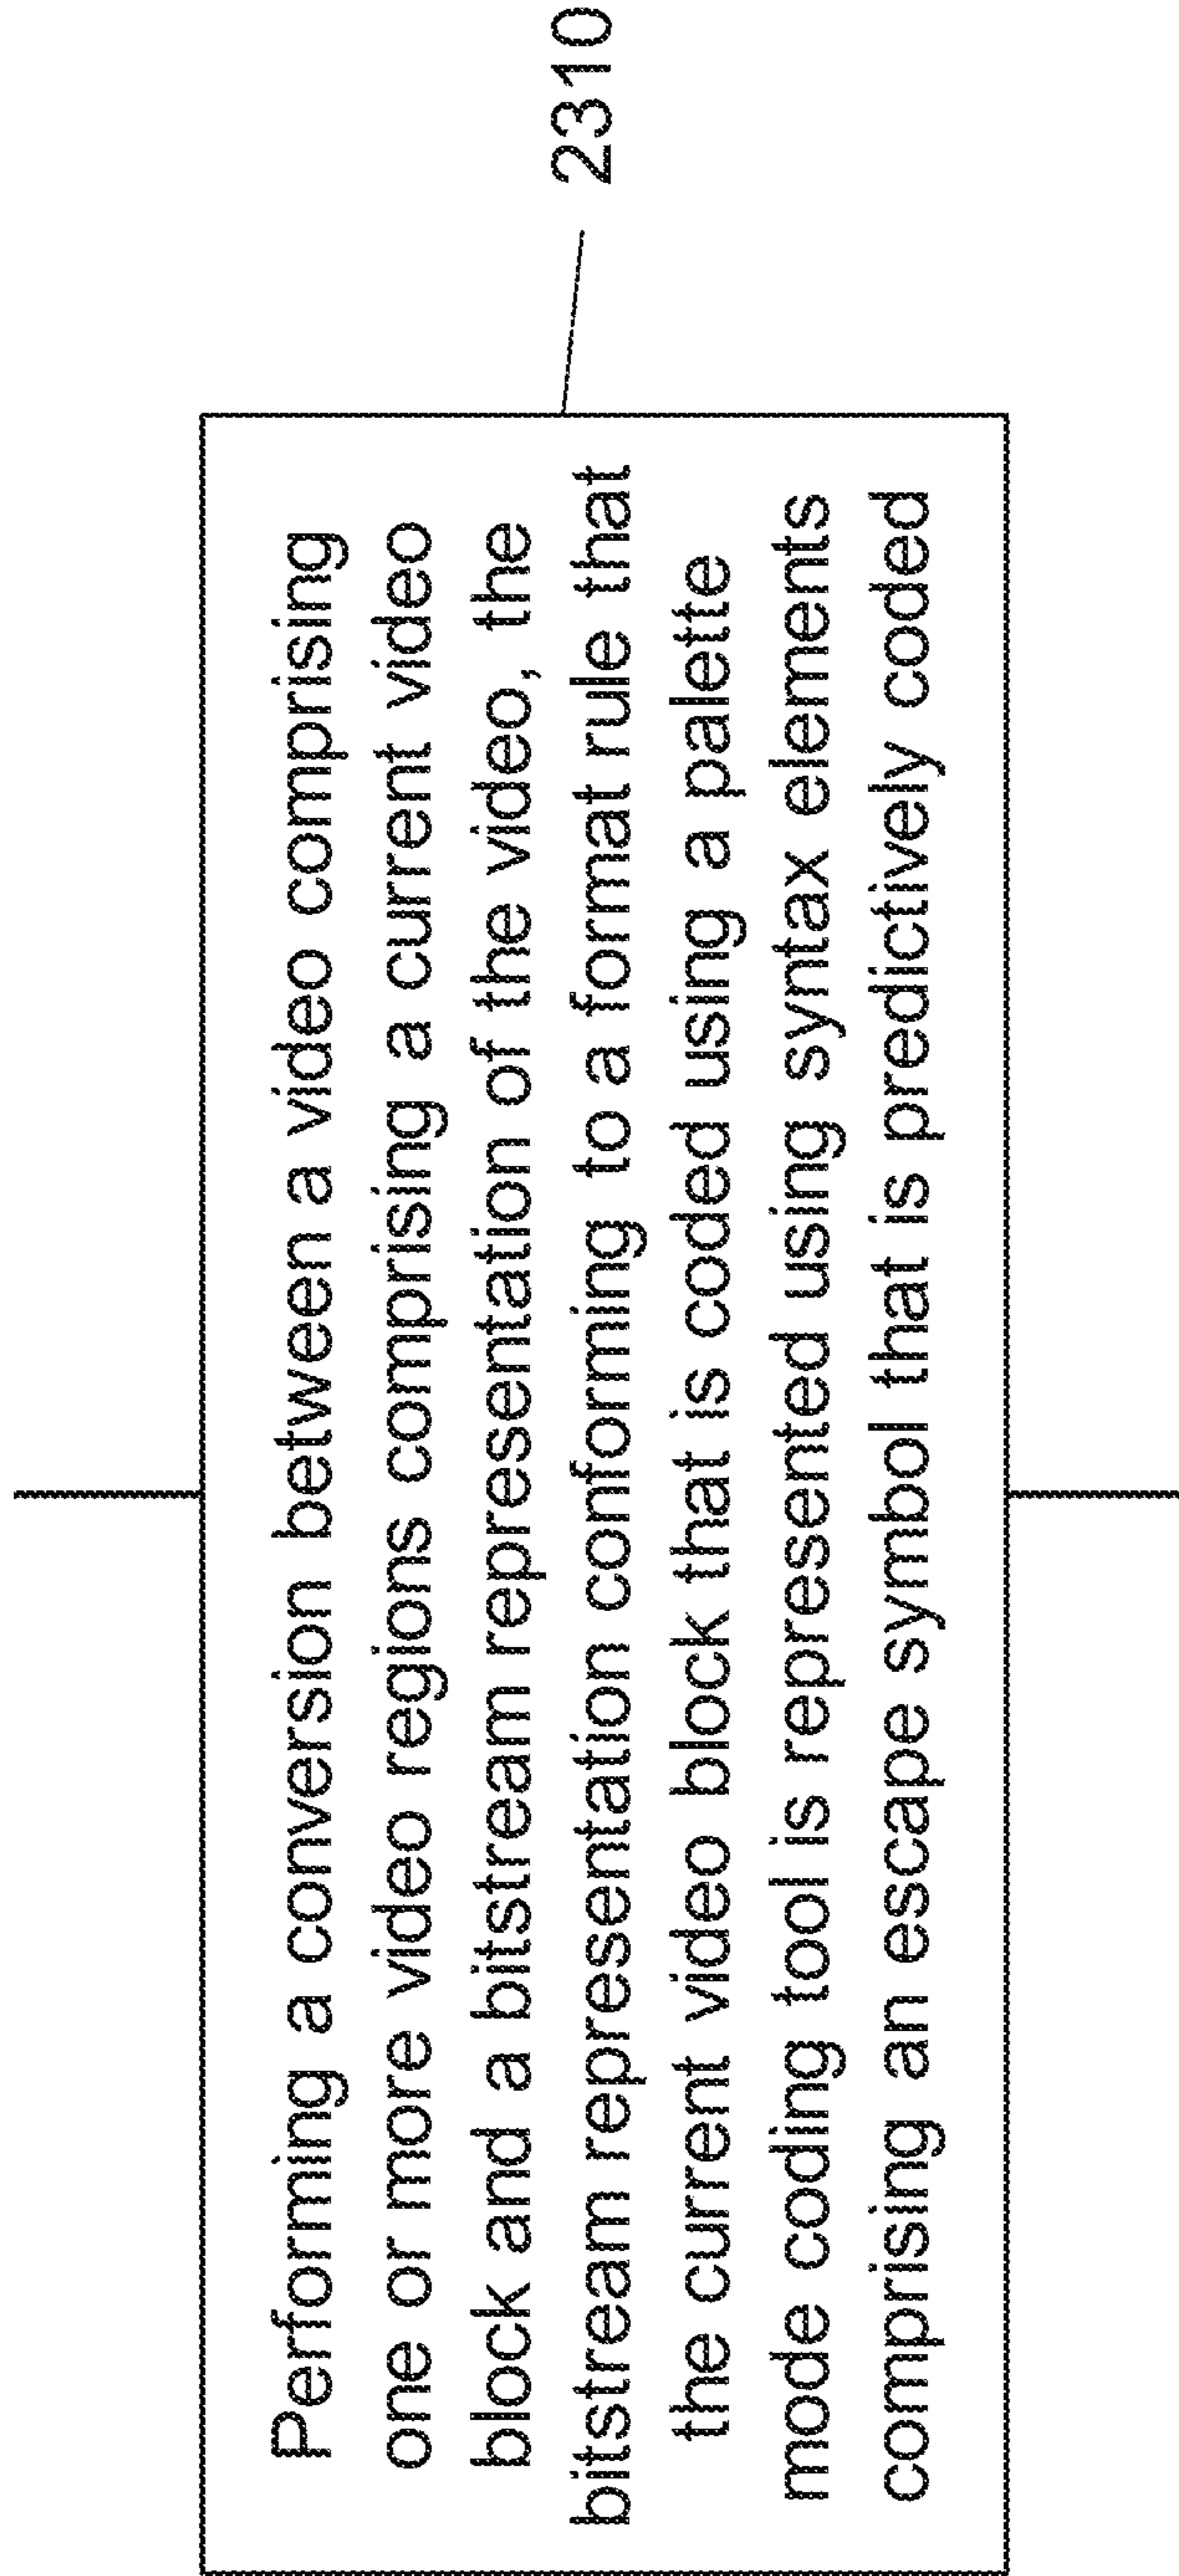 Performing a conversion between a video comprising
one or more video regions comprising a current video
block and a bitstream representation of the video, the
bitstream representation conforming to a format rule that
the current video block that is coded using a palette
mode coding tool is represented using syntax elements
comprising an escape symbol that is predictively coded
2310